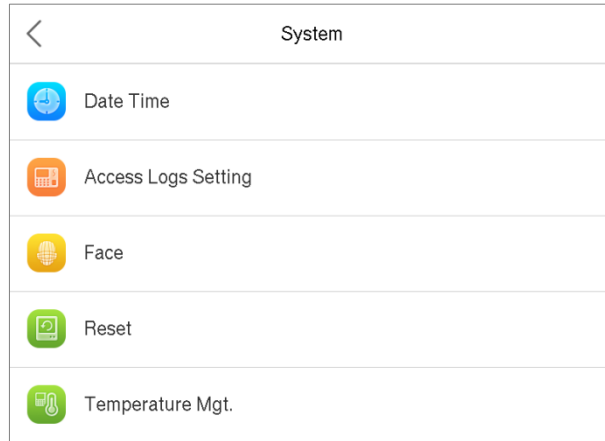 System
Date Time
Access Logs Setting
Face
Reset
Temperature Mgt.